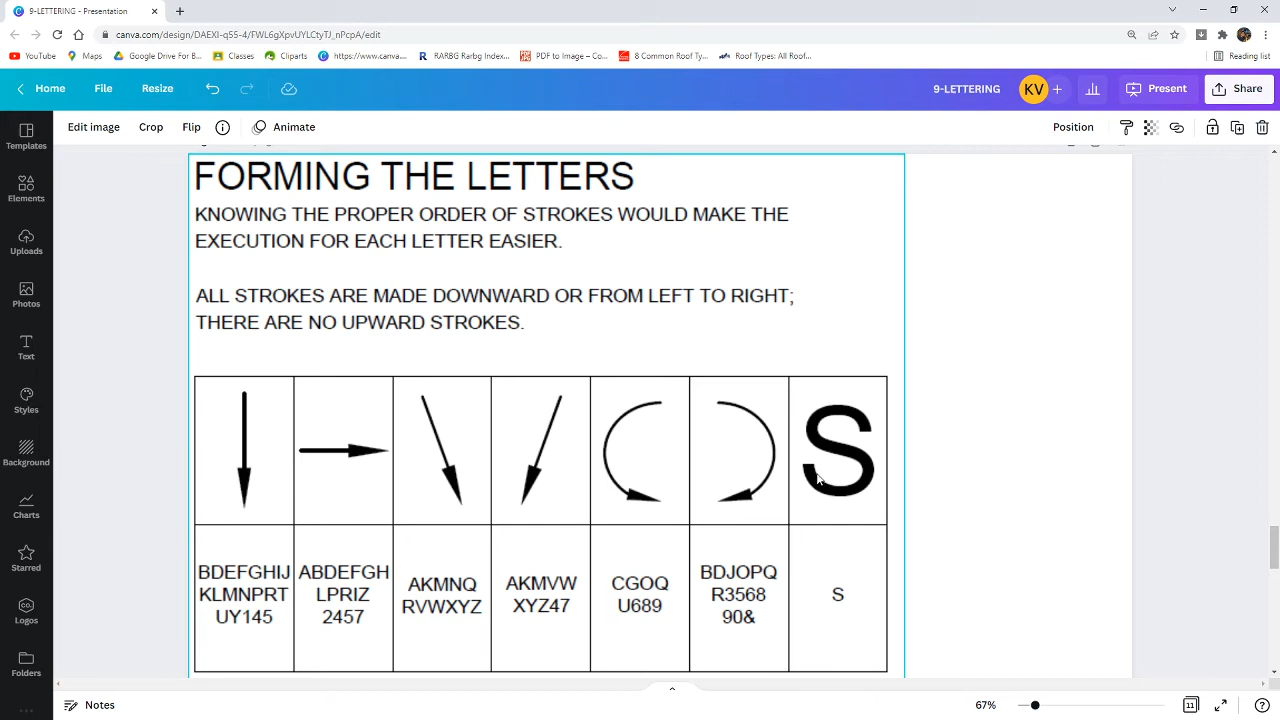 9-LETTERING - Presentation
canva.com/design/DAEXI-q55-4/FWL6gXpvUYLCtyTJ_nPcpA/edit
YouTube Maps Google Drive For B... Classes Cliparts https://www.canva.... RARBG Rarbg Index... PDF to Image – Co... 8 Common Roof Ty... Roof Types: All Roof... Reading list
Home File Resize 9-LETTERING KV + Present Share
Edit image Crop Flip Animate Position
Templates
Elements
Uploads
Photos
Text
Styles
Background
Charts
Starred
CO.
Logos
Folders
FORMING THE LETTERS
KNOWING THE PROPER ORDER OF STROKES WOULD MAKE THE
EXECUTION FOR EACH LETTER EASIER.
ALL STROKES ARE MADE DOWNWARD OR FROM LEFT TO RIGHT;
THERE ARE NO UPWARD STROKES.
S
BDEFGHIJ
KLMNPRT
UY145
ABDEFGH
LPRIZ
2457
AKMNQ
RVWXYZ
AKMVW
XYZ47
CGOQ
U689
BDJOPQ
R3568
90&
S
Notes 67% 11